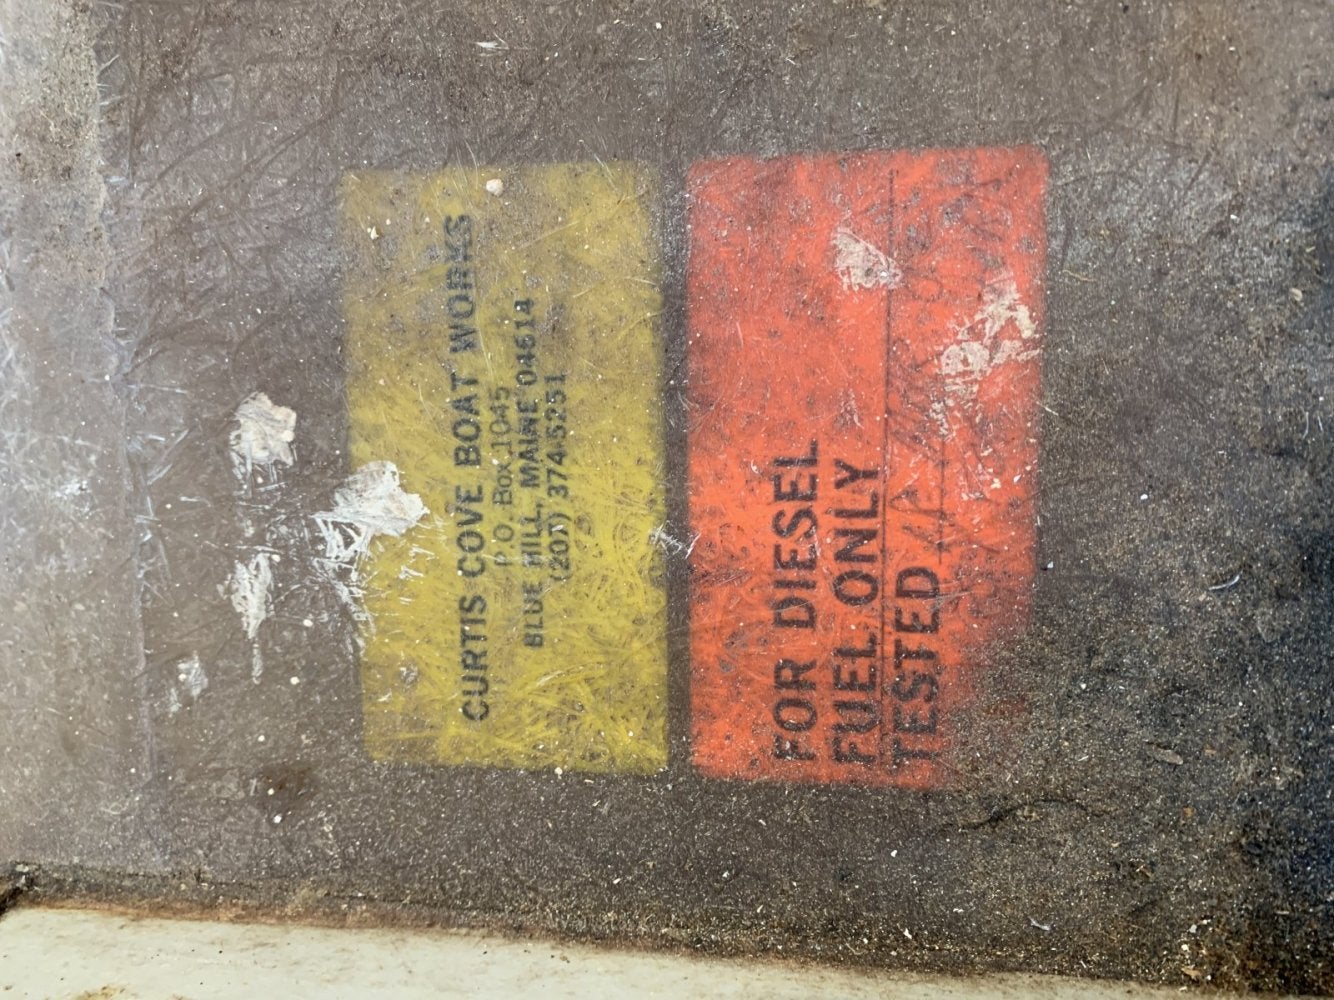 CURTIS COVE BOAT WORKS
P.O. Box 1045
BLUE HILL, MAINE 04614
(207) 374-5251
FOR DIESEL
FUEL ONLY
TESTED